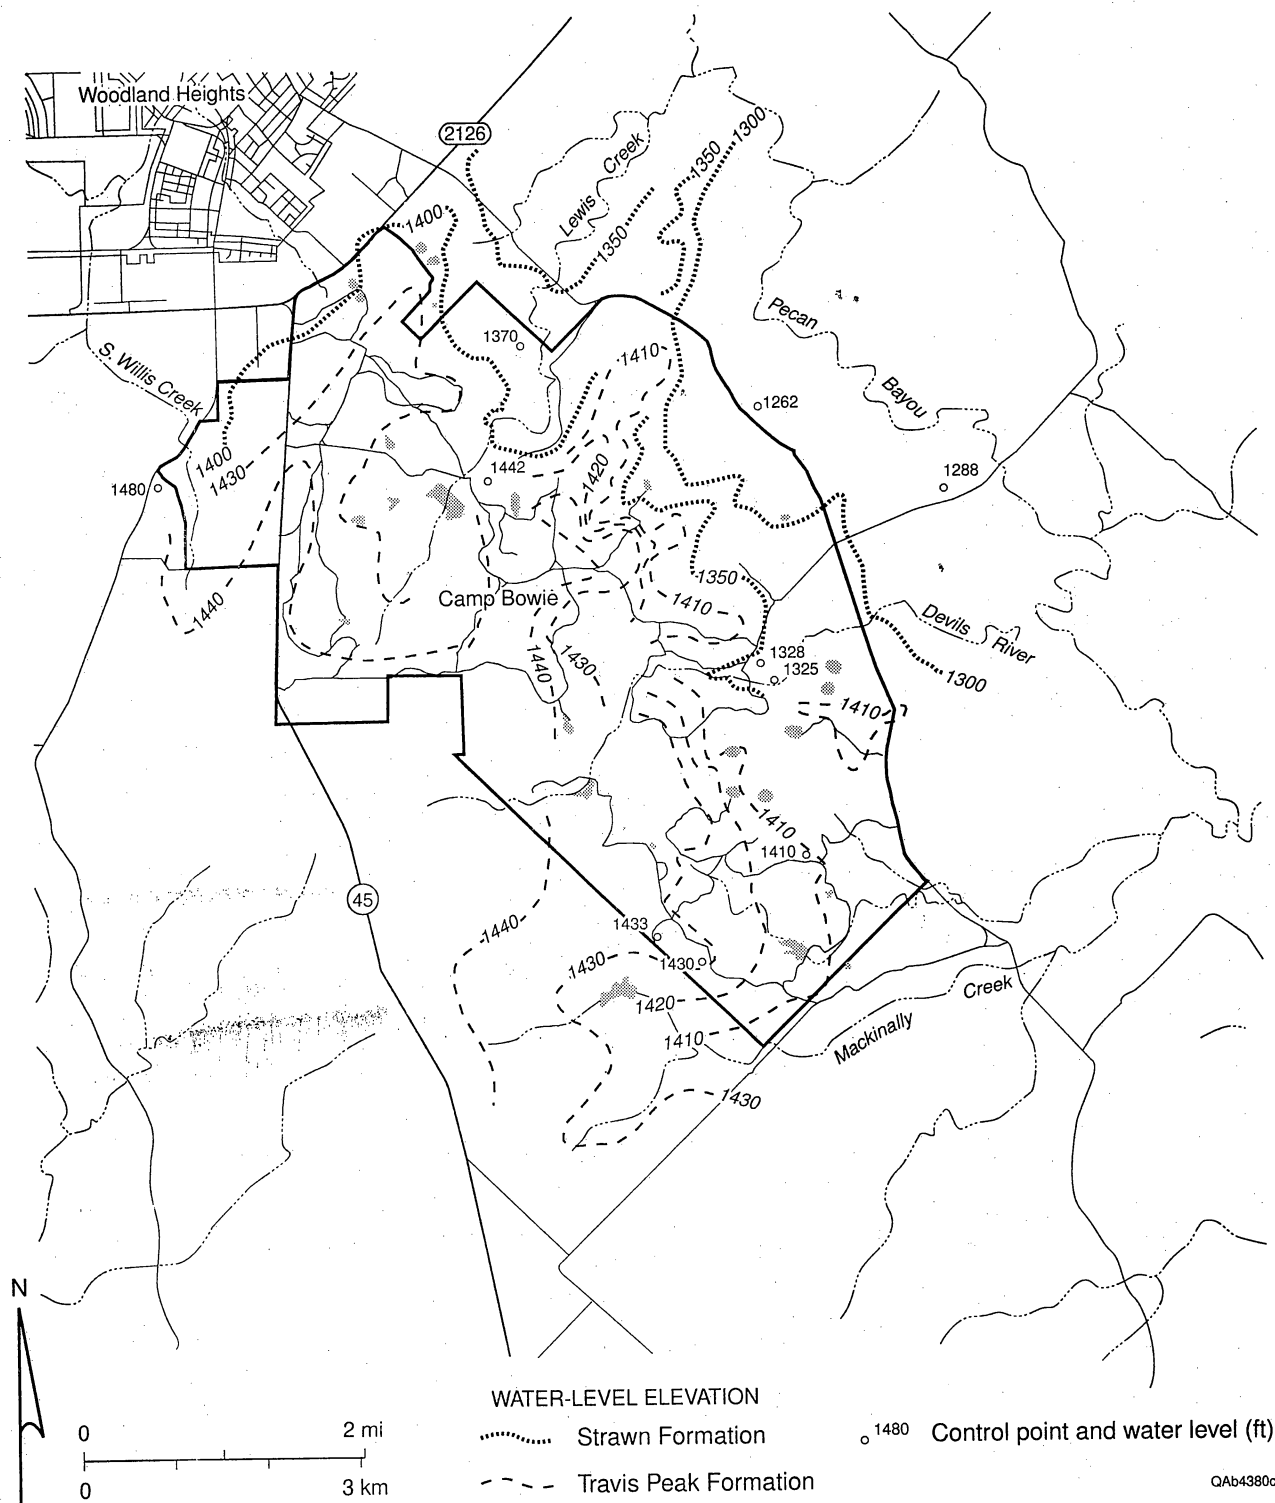 Woodland Heights
2126
Lewis Creek
1300
1350
1350
1400
Pecan
Bayou
S. Willis Creek
1370
1410
1262
1400
1430
1442
1420
1288
1480
1350
1410
Camp Bowie
1440
Devils
River
1328
1325
1300
1440
1430
1410
1410
1410
45
1440
1433
1430
1430
1420
Creek
1410
Mackinally
1430
N
WATER-LEVEL ELEVATION
0 2 mi
Strawn Formation
1480 Control point and water level (ft)
0 3 km
Travis Peak Formation
QAb4380c